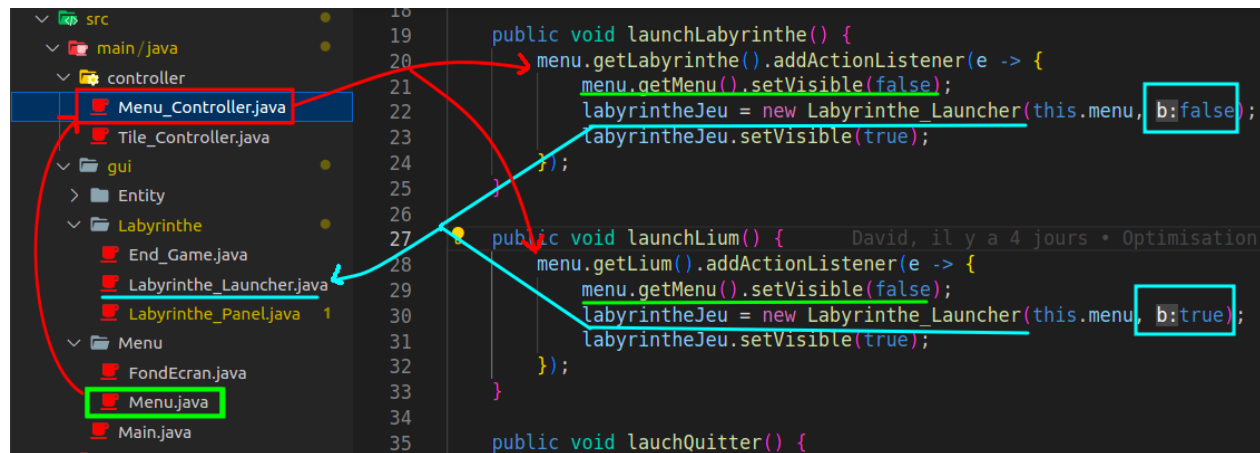 src
main/java
controller
Menu_Controller.java
Tile_Controller.java
gui
Entity
Labyrinthe
End_Game.java
Labyrinthe_Launcher.java
Labyrinthe_Panel.java 1
Menu
FondEcran.java
Menu.java
Main.java
18
19 public void launchLabyrinthe() {
20 menu.getLabyrinthe().addActionListener(e -> {
21 menu.getMenu().setVisible(false);
22 labyrintheJeu = new Labyrinthe_Launcher(this.menu, b:false);
23 labyrintheJeu.setVisible(true);
24 });
25 }
26
27 public void launchLium() { David, il y a 4 jours • Optimisation
28 menu.getLium().addActionListener(e -> {
29 menu.getMenu().setVisible(false);
30 labyrintheJeu = new Labyrinthe_Launcher(this.menu, b:true);
31 labyrintheJeu.setVisible(true);
32 });
33 }
34
35 public void lauchQuitter() {